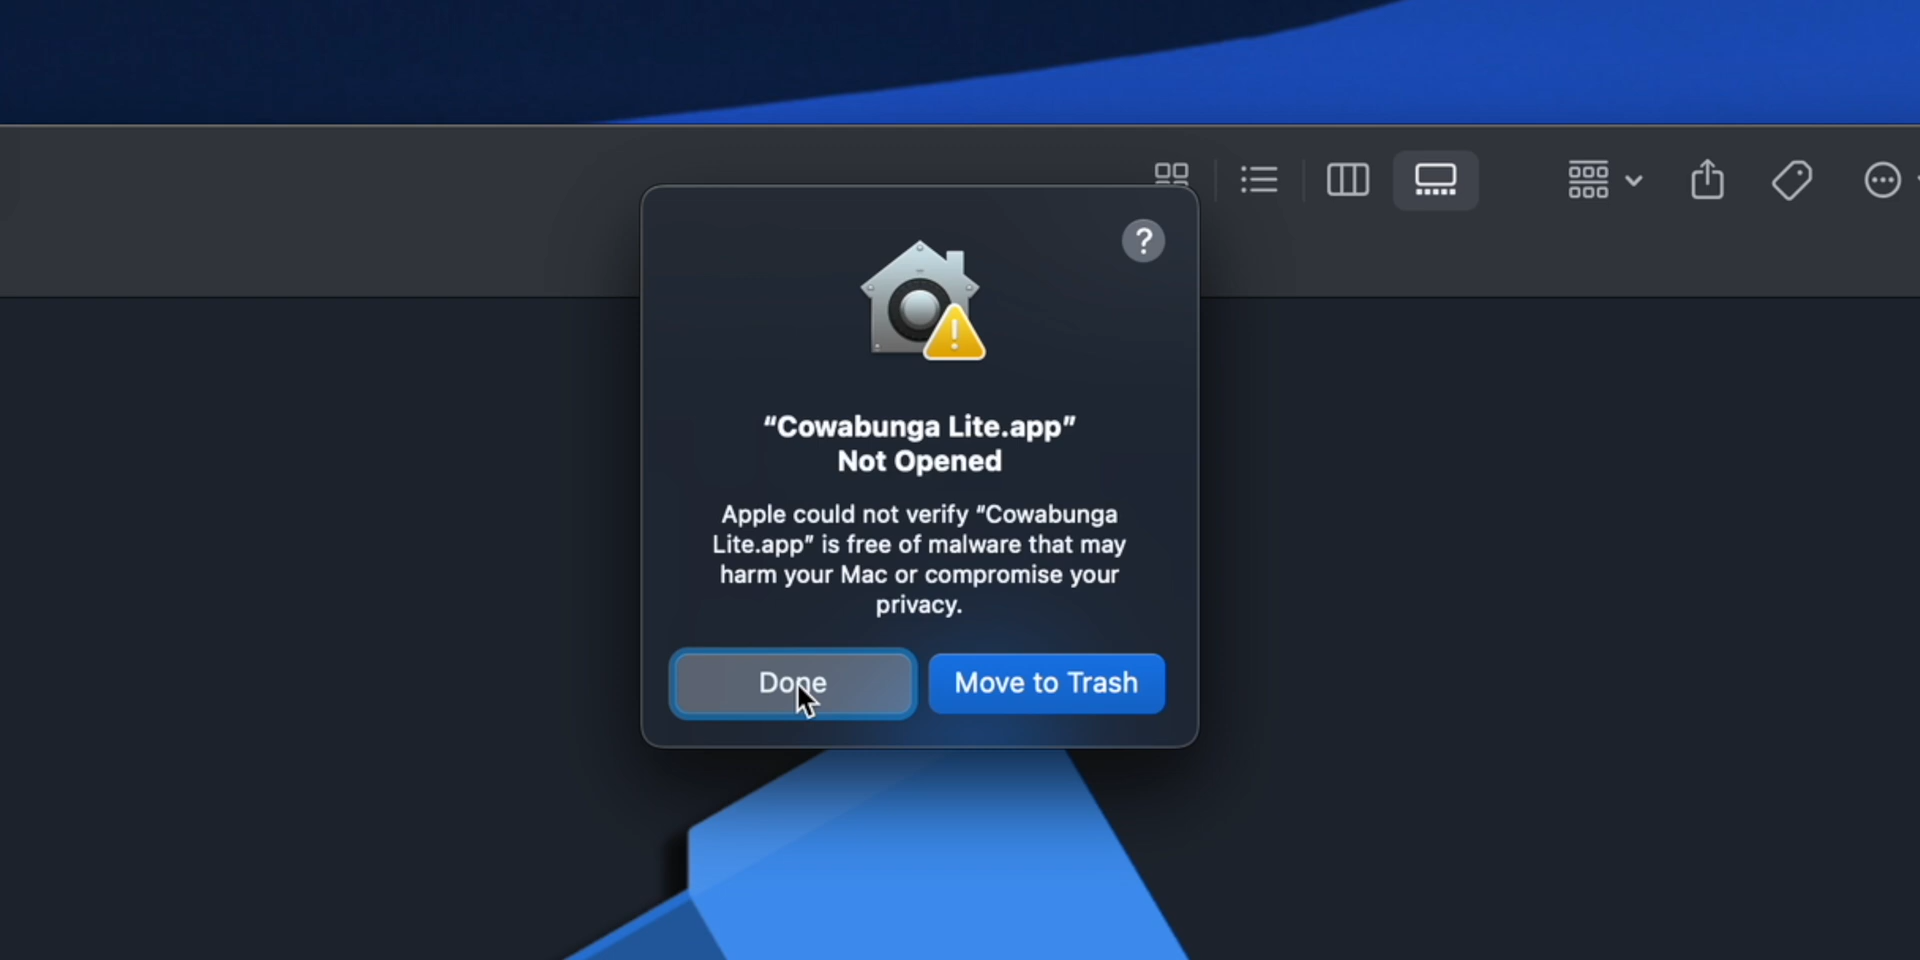 ?
“Cowabunga Lite.app”
Not Opened
Apple could not verify “Cowabunga
Lite.app” is free of malware that may
harm your Mac or compromise your
privacy.
Done
Move to Trash